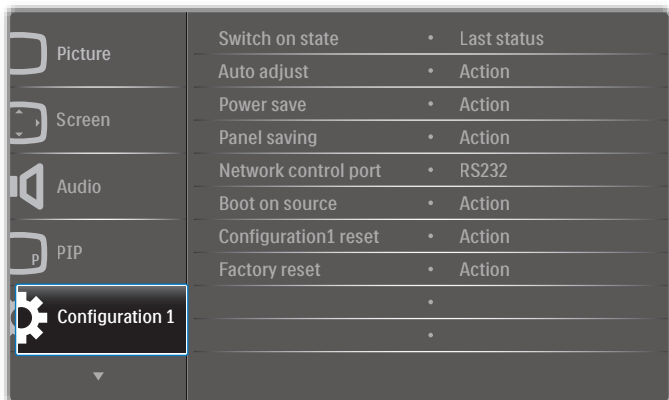 Picture
Screen
Audio
P
PIP
Configuration 1
Switch on state • Last status
Auto adjust • Action
Power save • Action
Panel saving • Action
Network control port • RS232
Boot on source • Action
Configuration1 reset • Action
Factory reset • Action
•
•